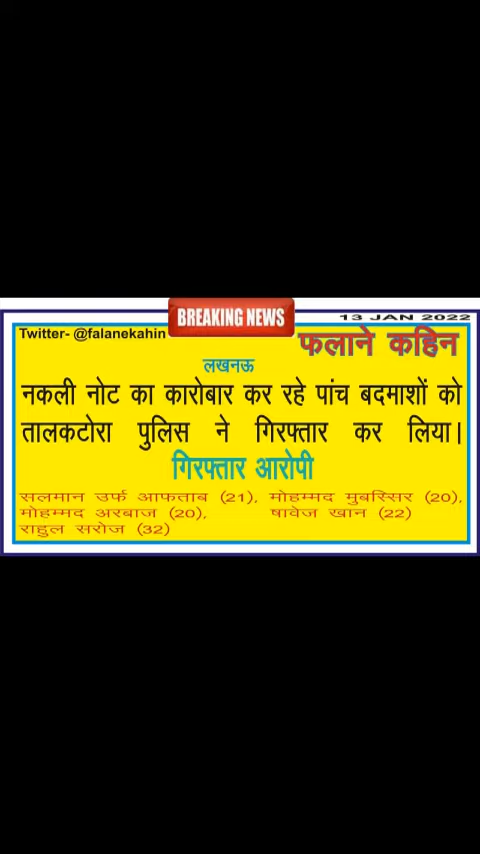 BREAKING NEWS
13 JAN 2022
Twitter- @falanekahin
फलाने कहिन
लखनऊ
नकली नोट का कारोबार कर रहे पांच बदमाशों को
तालकटोरा पुलिस ने गिरफ्तार कर लिया।
गिरफ्तार आरोपी
सलमान उर्फ आफताब (21), मोहम्मद मुबस्सिर (20),
मोहम्मद अरबाज (20), षावेज खान (22)
राहुल सरोज (32)